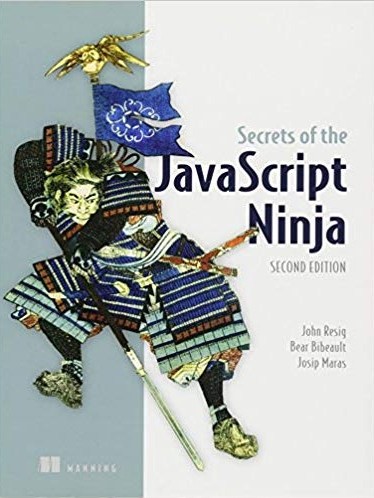 Secrets of the
JavaScript
Ninja
SECOND EDITION
John Resig
Bear Bibeault
Josip Maras
MANNING